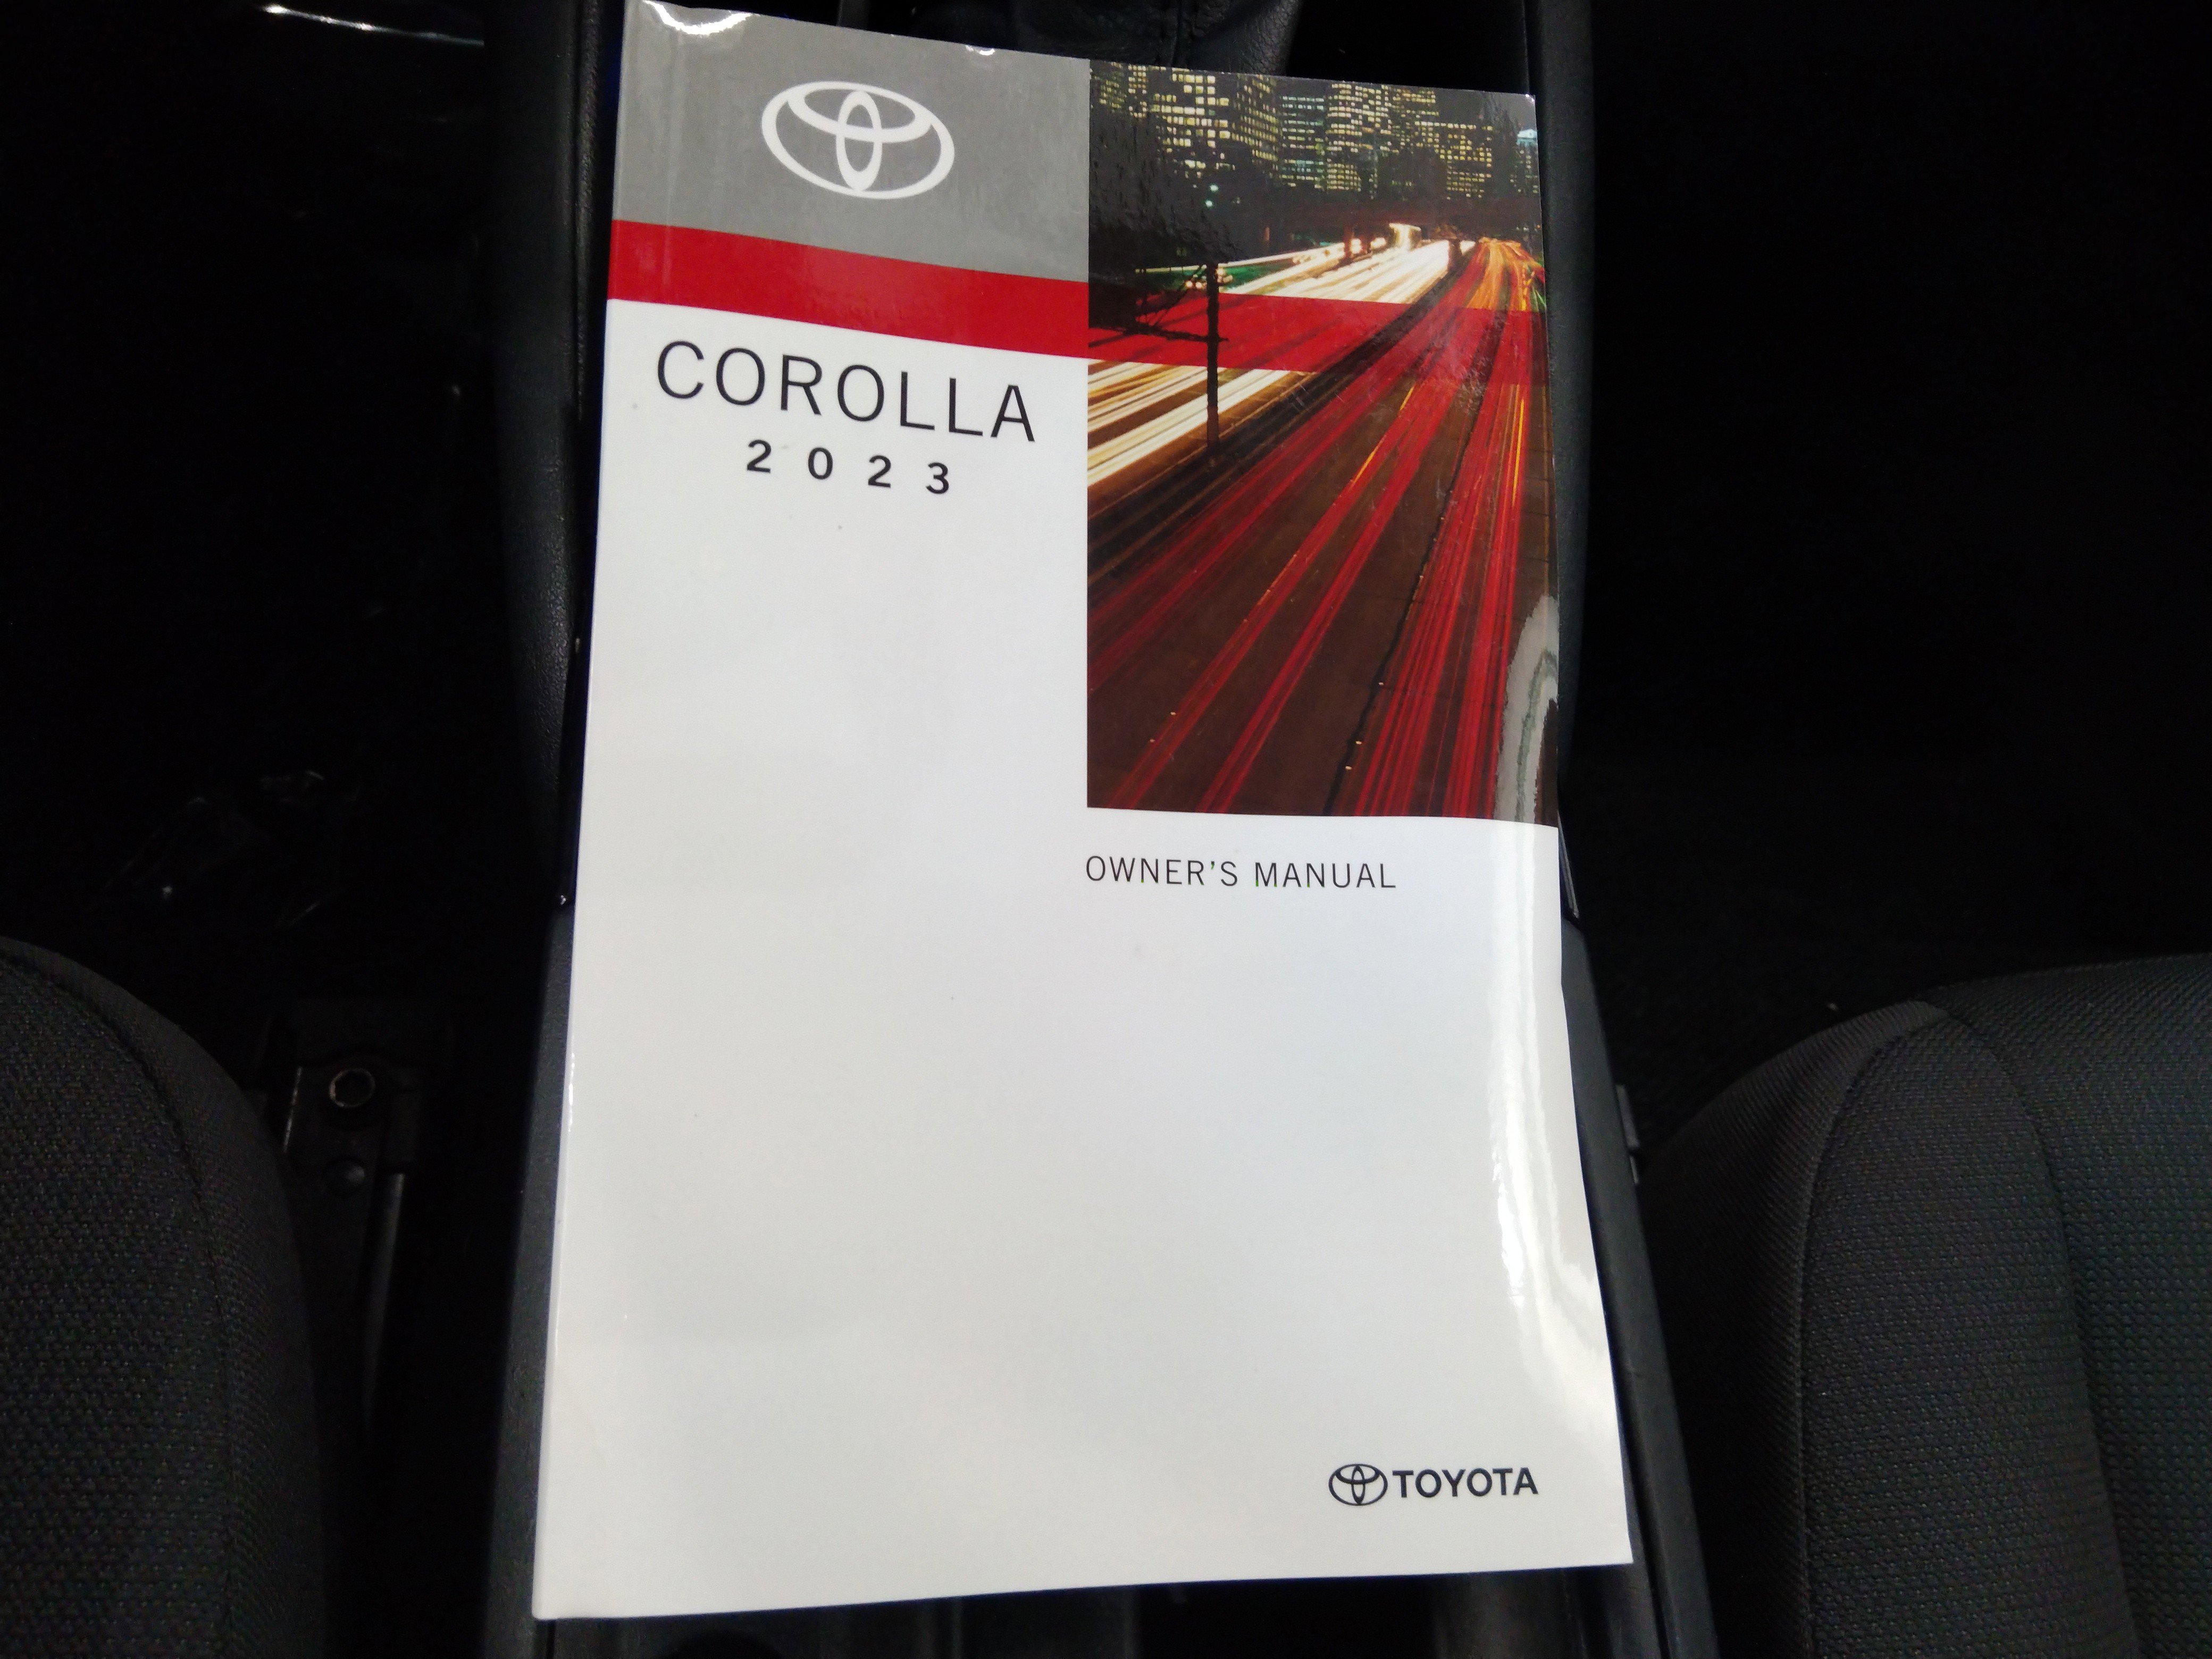 COROLLA
2023
OWNER'S MANUAL
TOYOTA